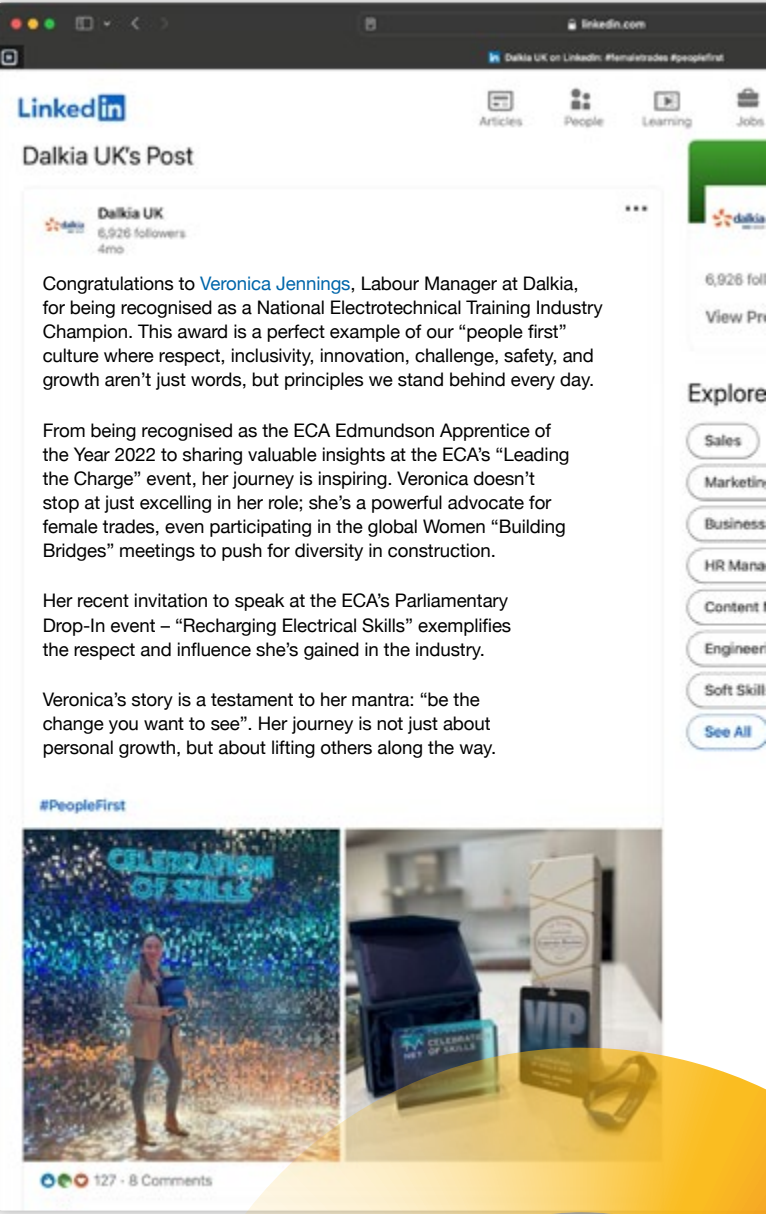 linkedin.com
Dalkia UK on LinkedIn: #femaletrades #peoplefirst
Linked in
Articles
People
Learning
Jobs
Dalkia UK's Post
dalkia
Dalkia UK
6,926 followers
4mo
Congratulations to Veronica Jennings, Labour Manager at Dalkia,
for being recognised as a National Electrotechnical Training Industry
Champion. This award is a perfect example of our “people first”
culture where respect, inclusivity, innovation, challenge, safety, and
growth aren’t just words, but principles we stand behind every day.
From being recognised as the ECA Edmundson Apprentice of
the Year 2022 to sharing valuable insights at the ECA’s “Leading
the Charge” event, her journey is inspiring. Veronica doesn’t
stop at just excelling in her role; she’s a powerful advocate for
female trades, even participating in the global Women “Building
Bridges” meetings to push for diversity in construction.
Her recent invitation to speak at the ECA’s Parliamentary
Drop-In event – “Recharging Electrical Skills” exemplifies
the respect and influence she’s gained in the industry.
Veronica’s story is a testament to her mantra: “be the
change you want to see”. Her journey is not just about
personal growth, but about lifting others along the way.
#PeopleFirst
CELEBRATION
OF SKILLS
NET
CELEBRATION
OF SKILLS
VIP
127 - 8 Comments
dalkia
6,926 foll
View Pr
Explore
Sales
Marketin
Business
HR Mana
Content
Engineer
Soft Skill
See All